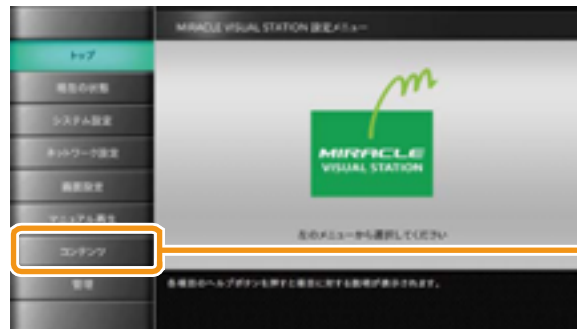 MIRACLE VISUAL STATION 設定メニュー
トップ
現在の状態
システム設定
ネットワーク設定
画面設定
マニュアル再生
コンテンツ
管理
MIRACLE
VISUAL STATION
左のメニューから選択してください
各項目のヘルプボタンを押すと項目に対する説明が表示されます。